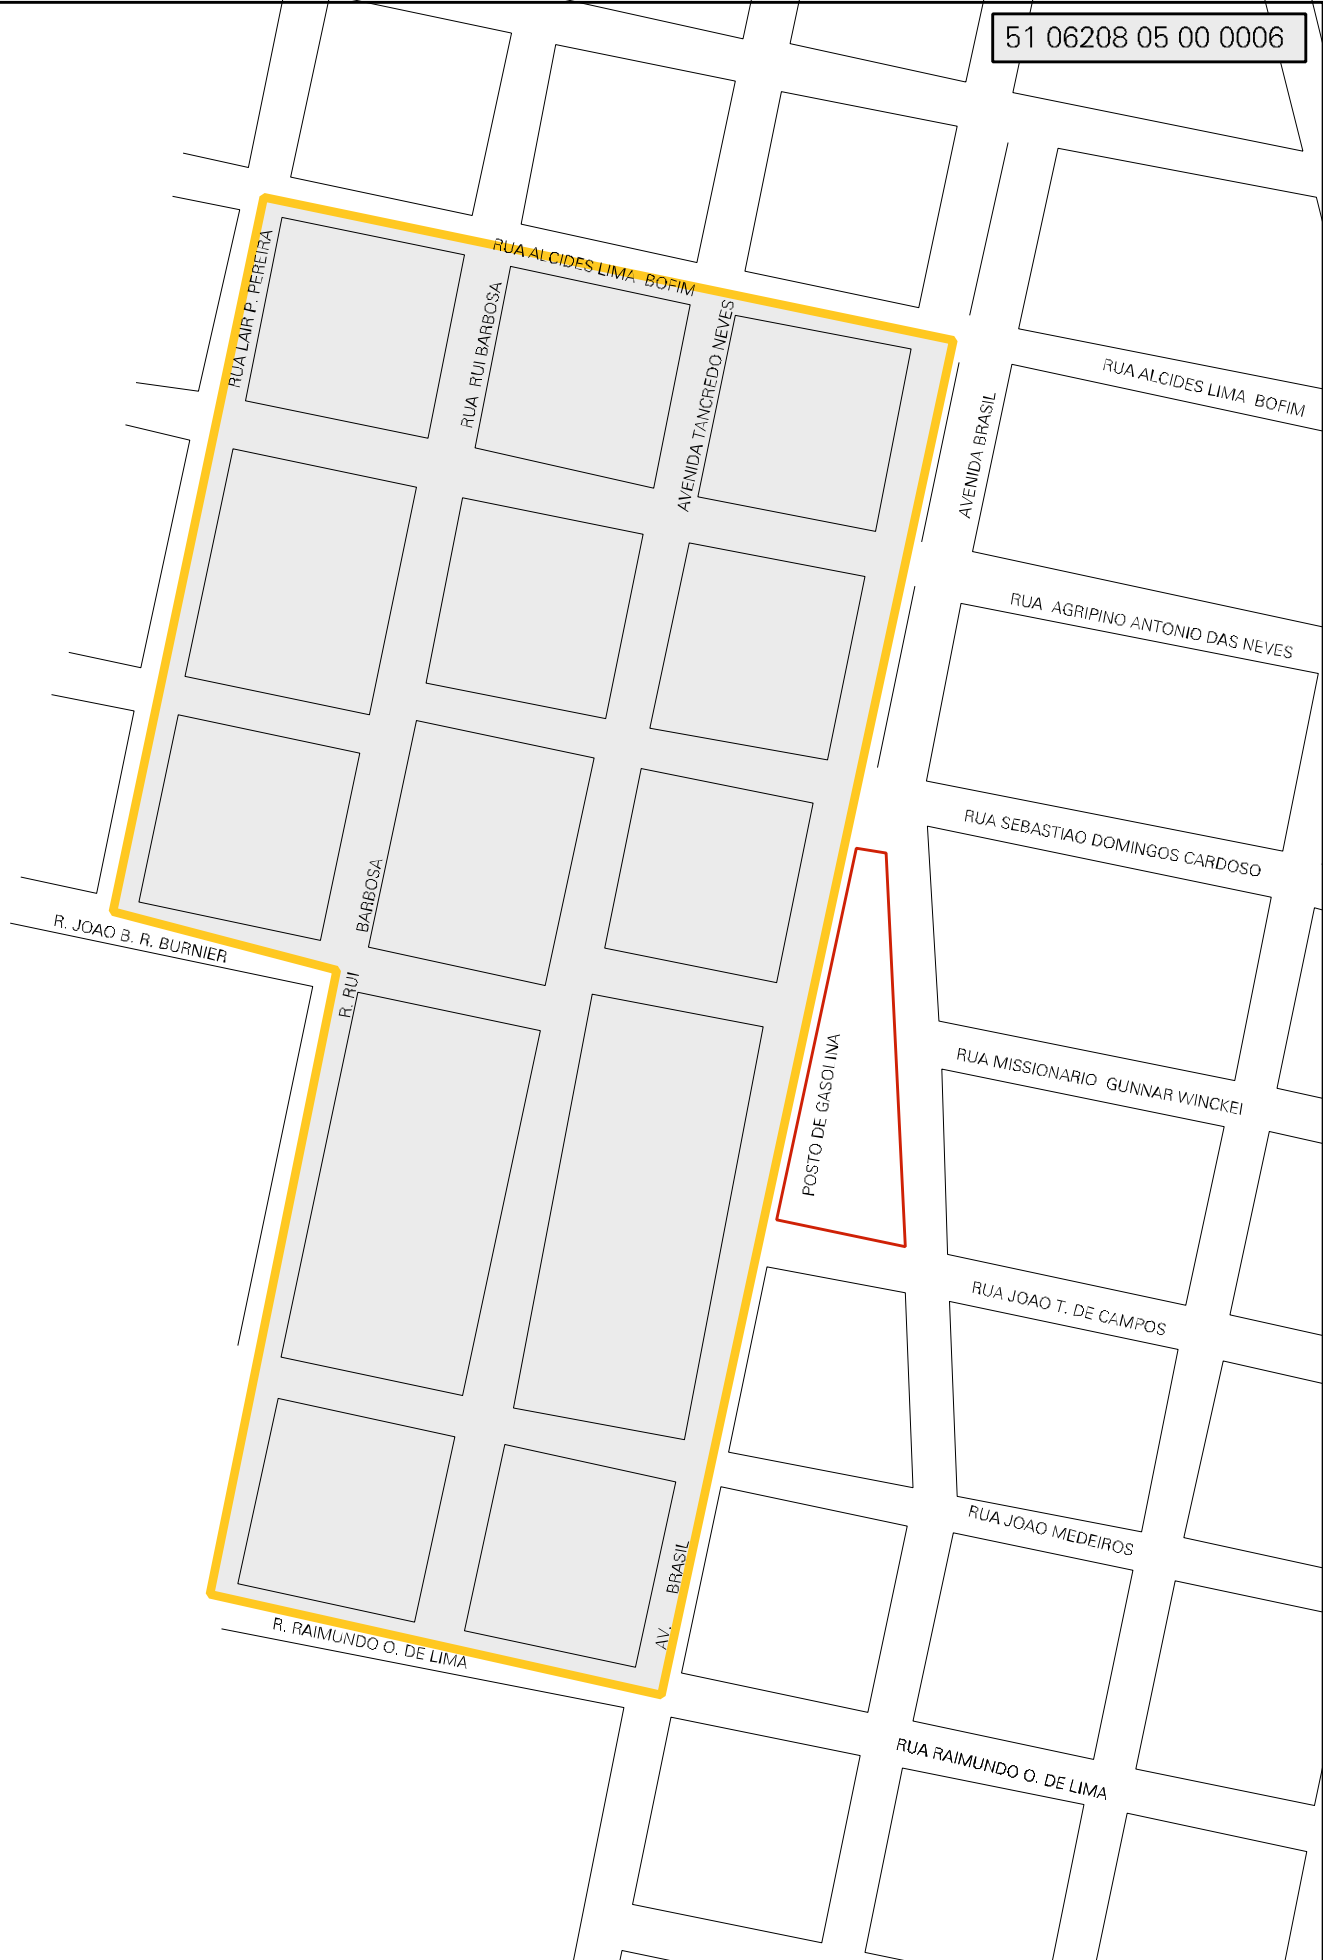 51 06208 05 00 0006
RUA ALCIDES LIMA BOFIM
RUA LAIR P. PEREIRA
RUA RUI BARBOSA
AVENIDA TANCREDO NEVES
RUA ALCIDES LIMA BOFIM
AVENIDA BRASIL
RUA AGRIPINO ANTONIO DAS NEVES
RUA SEBASTIAO DOMINGOS CARDOSO
R. JOAO B. R. BURNIER
R. RUI BARBOSA
POSTO DE GASOLINA
RUA MISSIONARIO GUNNAR WINCKEI
RUA JOAO T. DE CAMPOS
RUA JOAO MEDEIROS
AV. BRASIL
R. RAIMUNDO O. DE LIMA
RUA RAIMUNDO O. DE LIMA